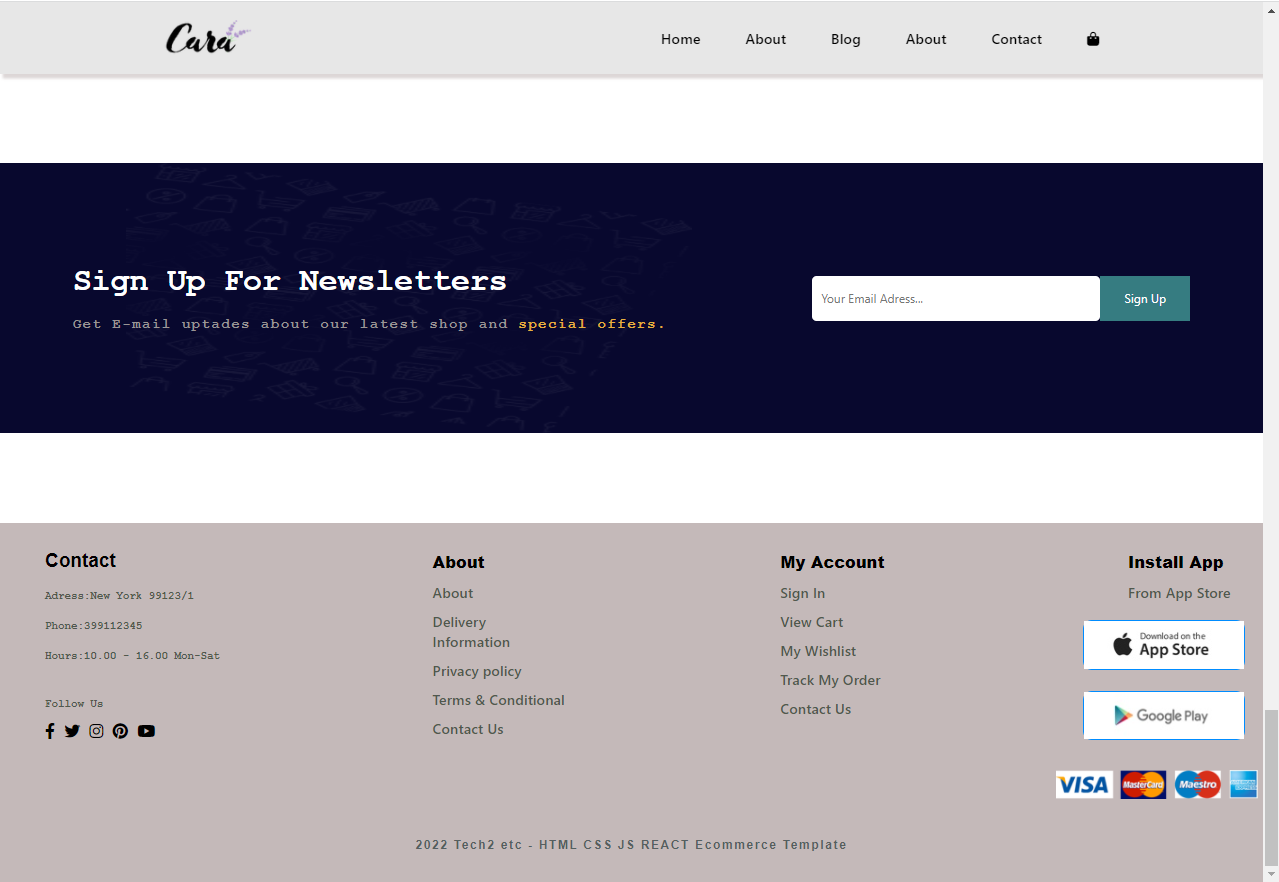 Cara
Home About Blog About Contact
Sign Up For Newsletters
Get E-mail uptades about our latest shop and special offers.
Your Email Adress...
Sign Up
Contact
Adress:New York 99123/1
Phone:399112345
Hours:10.00 - 16.00 Mon-Sat
Follow Us
About
About
Delivery
Information
Privacy policy
Terms & Conditional
Contact Us
My Account
Sign In
View Cart
My Wishlist
Track My Order
Contact Us
Install App
From App Store
Download on the
App Store
Google Play
VISA MasterCard Maestro
2022 Tech2 etc - HTML CSS JS REACT Ecommerce Template